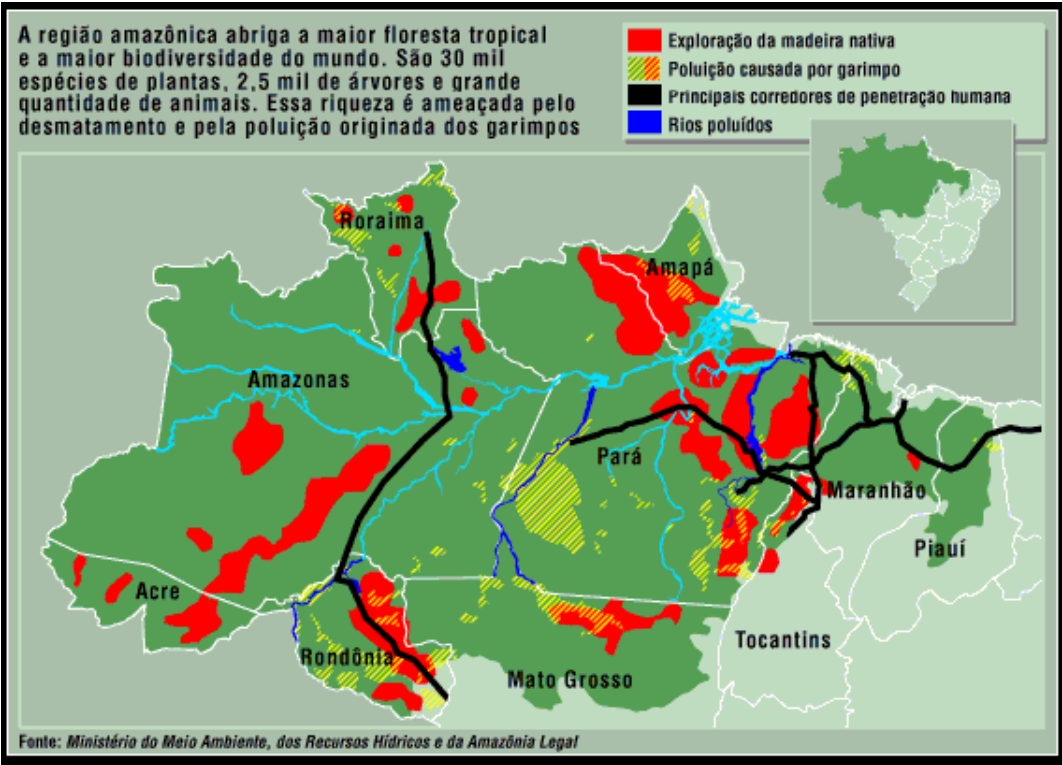 A região amazônica abriga a maior floresta tropical
e a maior biodiversidade do mundo. São 30 mil
espécies de plantas, 2,5 mil de árvores e grande
quantidade de animais. Essa riqueza é ameaçada pelo
desmatamento e pela poluição originada dos garimpos
Exploração da madeira nativa
Poluição causada por garimpo
Principais corredores de penetração humana
Rios poluídos
Roraima
Amapá
Amazonas
Pará
Maranhão
Piauí
Acre
Tocantins
Rondônia
Mato Grosso
Fonte: Ministério do Meio Ambiente, dos Recursos Hídricos e da Amazônia Legal